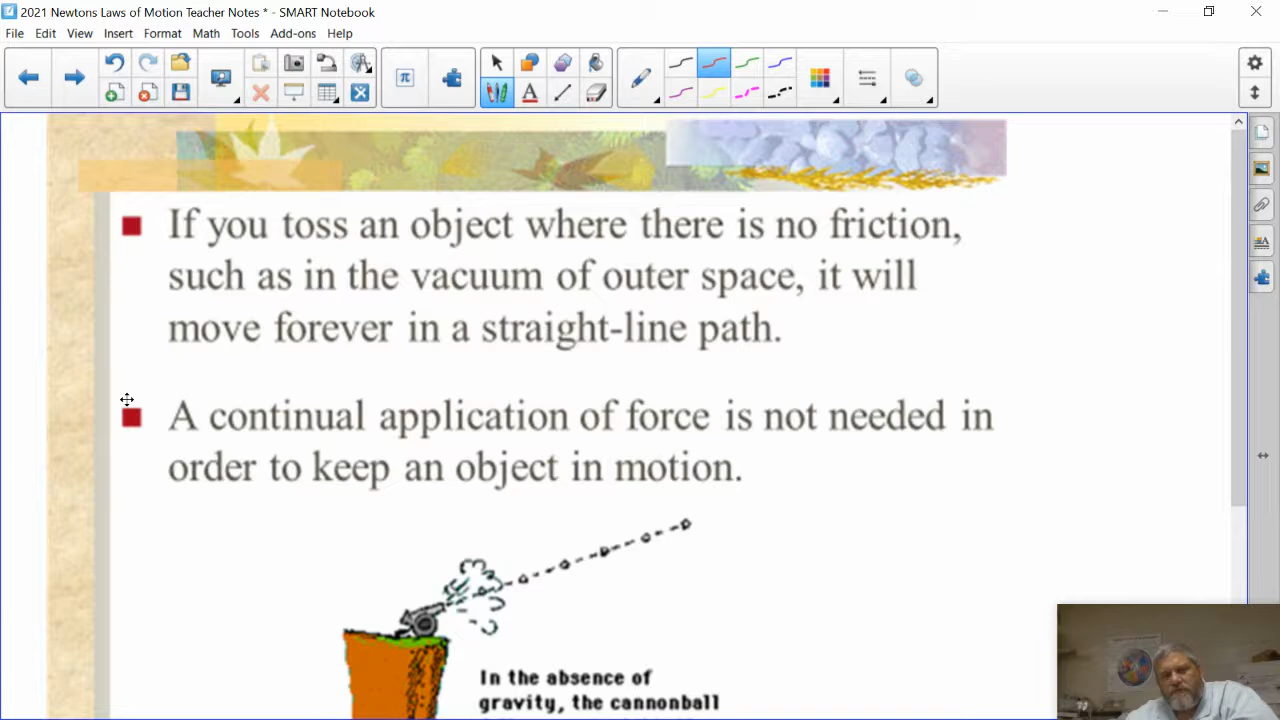 2021 Newtons Laws of Motion Teacher Notes * - SMART Notebook
File Edit View Insert Format Math Tools Add-ons Help
π
A
If you toss an object where there is no friction,
such as in the vacuum of outer space, it will
move forever in a straight-line path.
A continual application of force is not needed in
order to keep an object in motion.
In the absence of
gravity, the cannonball